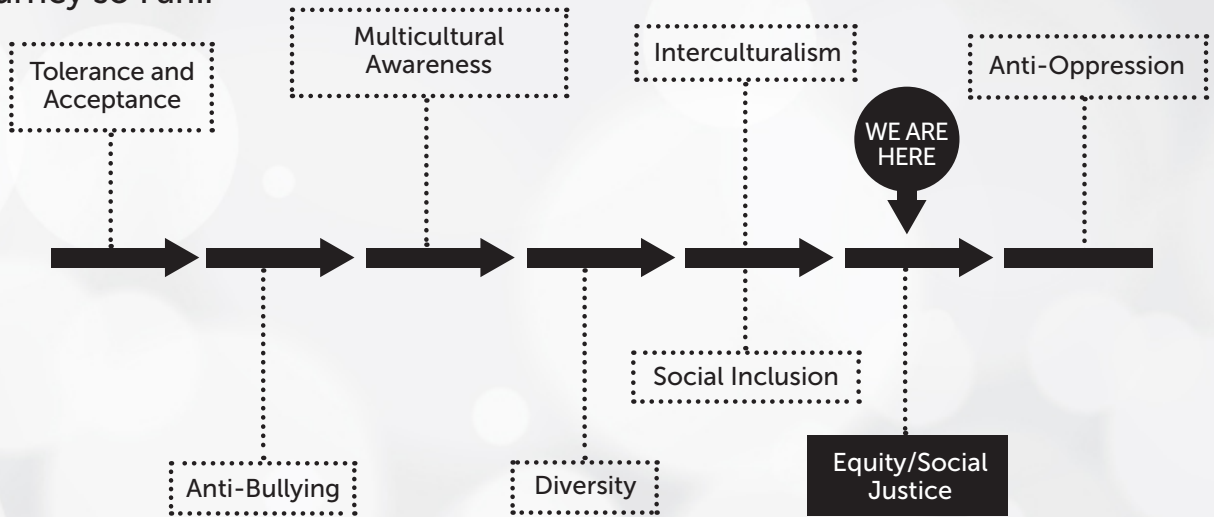 Tolerance and
Acceptance
Multicultural
Awareness
Interculturalism
Anti-Oppression
WE ARE
HERE
Social Inclusion
Anti-Bullying
Diversity
Equity/Social
Justice